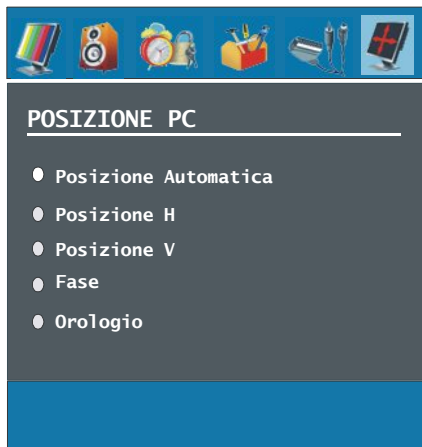 POSIZIONE PC
Posizione Automatica
Posizione H
Posizione V
Fase
Orologio